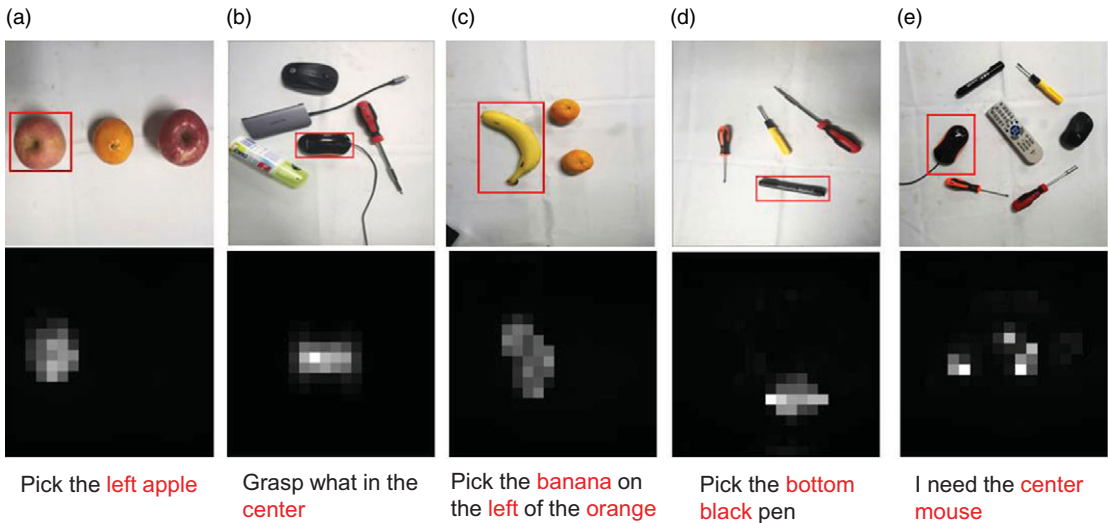 (a)
(b)
(c)
(d)
(e)
Pick the left apple
Grasp what in the
center
Pick the banana on
the left of the orange
Pick the bottom
black pen
I need the center
mouse